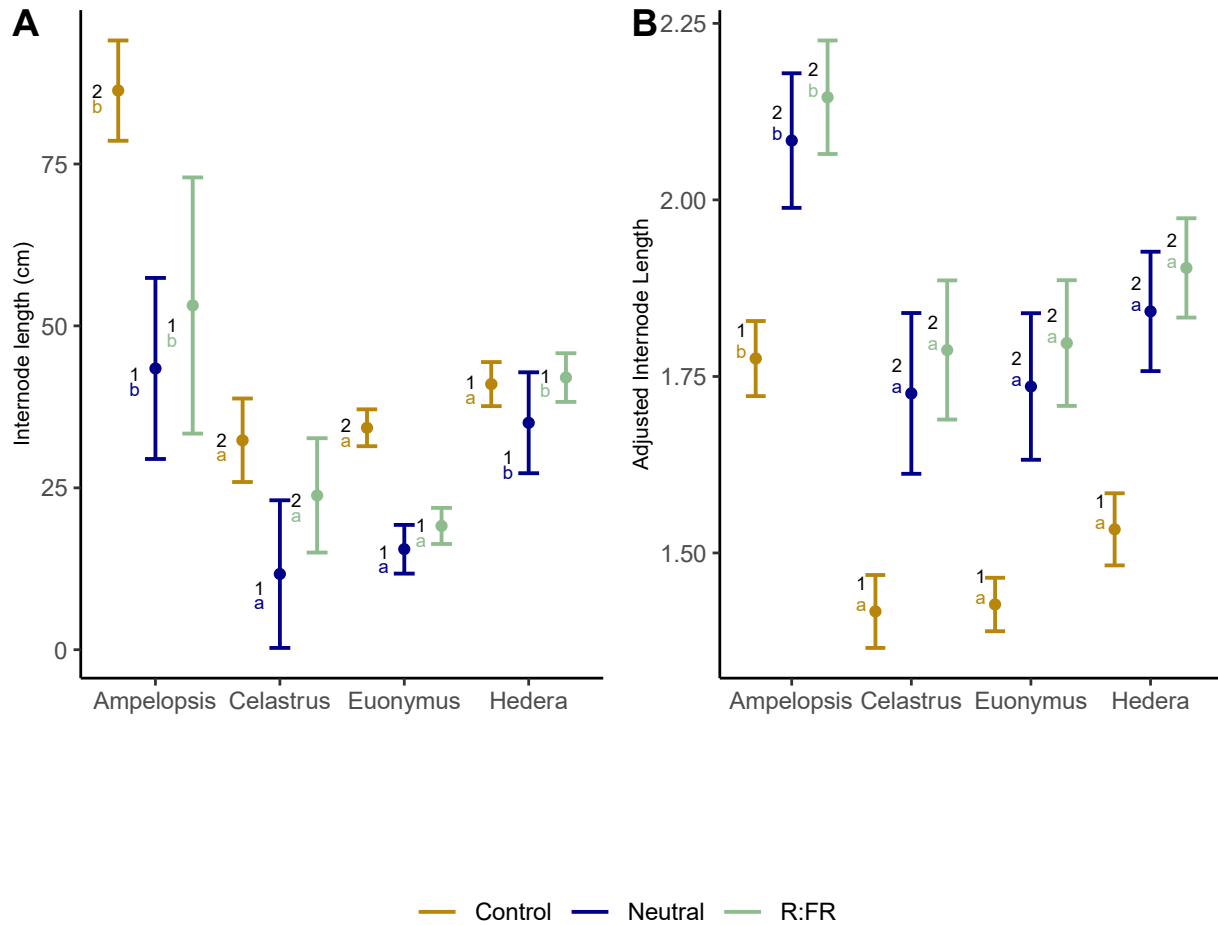 A
Internode length (cm)
75
50
25
0
2
b
1
b
1
b
2
a
1
a
2
a
2
a
1
a
1
a
1
a
1
b
1
b
Ampelopsis Celastrus Euonymus Hedera
B
Adjusted Internode Length
2.25
2.00
1.75
1.50
1
b
2
b
2
b
1
a
2
a
2
a
1
a
2
a
2
a
1
a
2
a
2
a
Ampelopsis Celastrus Euonymus Hedera
Control Neutral R:FR